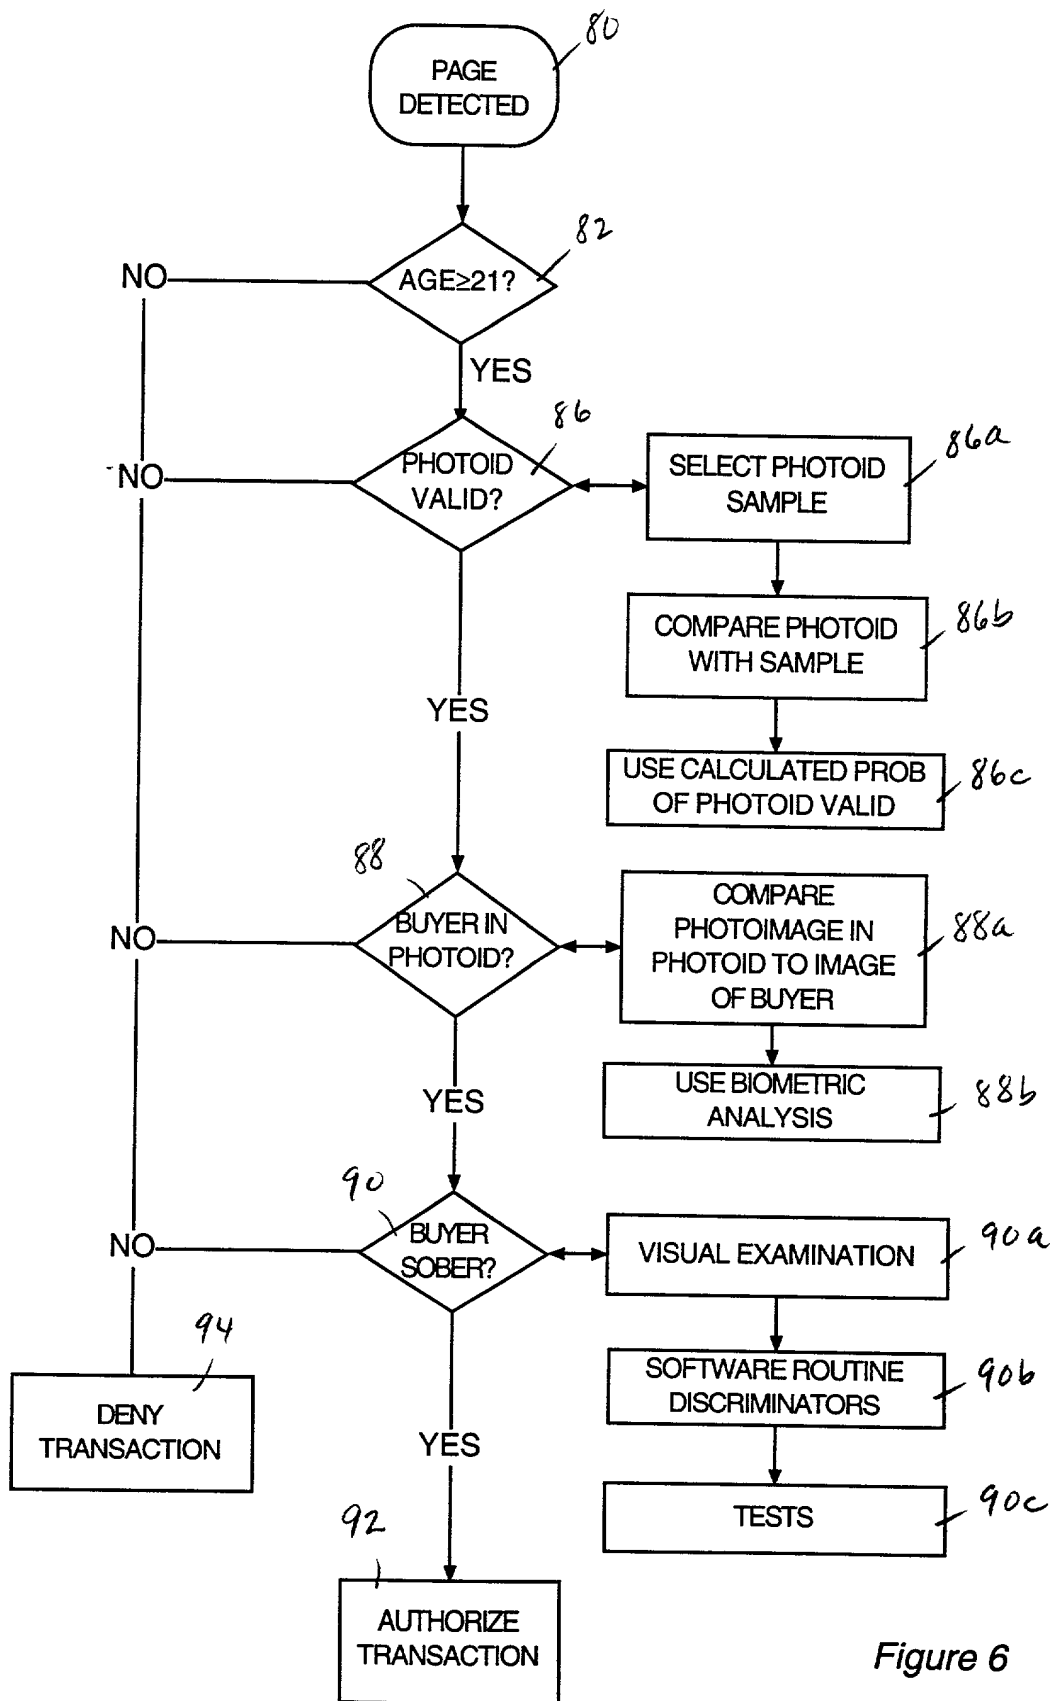 80
PAGE
DETECTED
82
NO
AGE≥21?
YES
86
NO
PHOTOID
VALID?
SELECT PHOTOID
SAMPLE
86a
COMPARE PHOTOID
WITH SAMPLE
86b
YES
USE CALCULATED PROB
OF PHOTOID VALID
86c
88
NO
BUYER IN
PHOTOID?
COMPARE
PHOTOIMAGE IN
PHOTOID TO IMAGE
OF BUYER
88a
YES
USE BIOMETRIC
ANALYSIS
88b
90
NO
BUYER
SOBER?
VISUAL EXAMINATION
90a
94
DENY
TRANSACTION
SOFTWARE ROUTINE
DISCRIMINATORS
90b
YES
TESTS
90c
92
AUTHORIZE
TRANSACTION
Figure 6